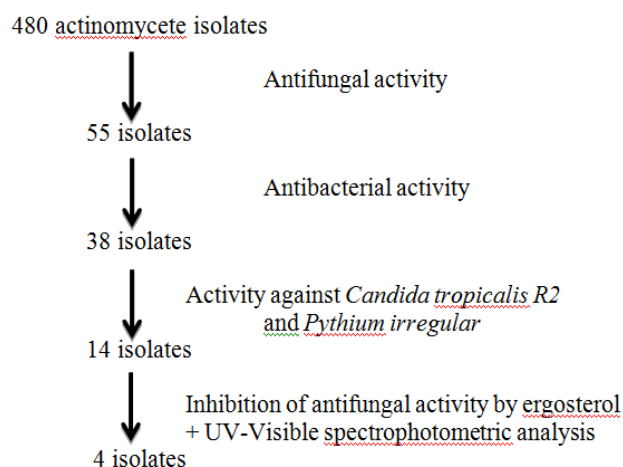 480 actinomycete isolates
Antifungal activity
55 isolates
Antibacterial activity
38 isolates
Activity against Candida tropicalis R2
and Pythium irregular
14 isolates
Inhibition of antifungal activity by ergosterol
+ UV-Visible spectrophotometric analysis
4 isolates